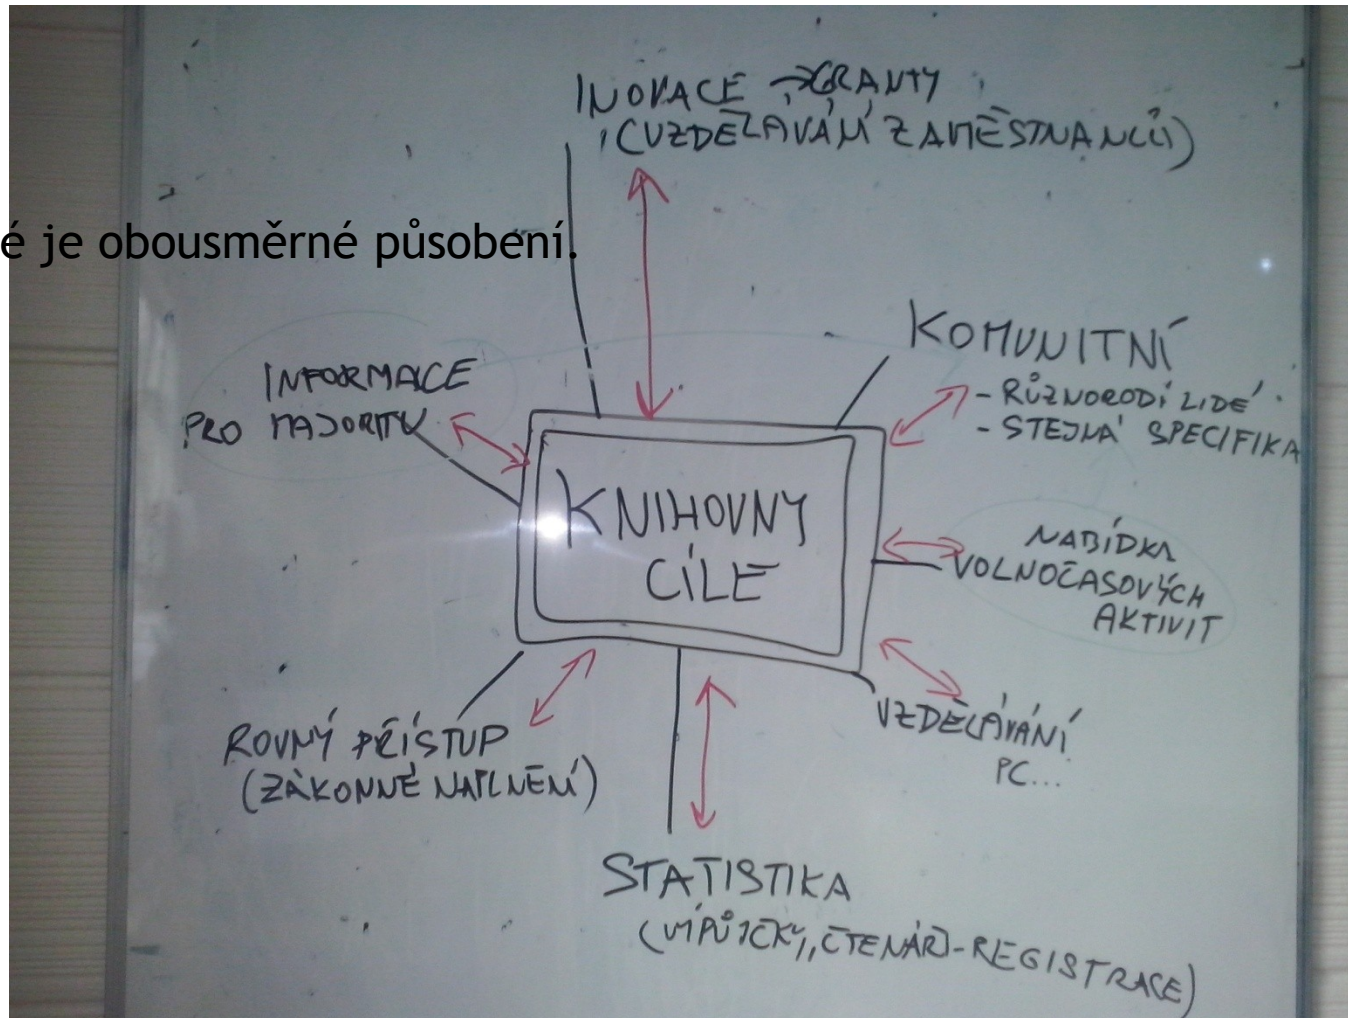 INOVACE → GRANTY
(VZDĚLÁVÁNÍ ZAMĚSTNANCŮ)
é je obousměrné působení.
KOMUNITNÍ
- RŮZNORODÍ LIDÉ
- STEJNÁ SPECIFIKA
INFORMACE
PRO MAJORITU
KNIHOVNY
CÍLE
NABÍDKA
VOLNOČASOVÝCH
AKTIVIT
VZDĚLÁVÁNÍ
PC...
ROVNÝ PŘÍSTUP
(ZÁKONNÉ NAPLNĚNÍ)
STATISTIKA
(VÍPŮJČKY, ČTENÁŘI-REGISTRACE)